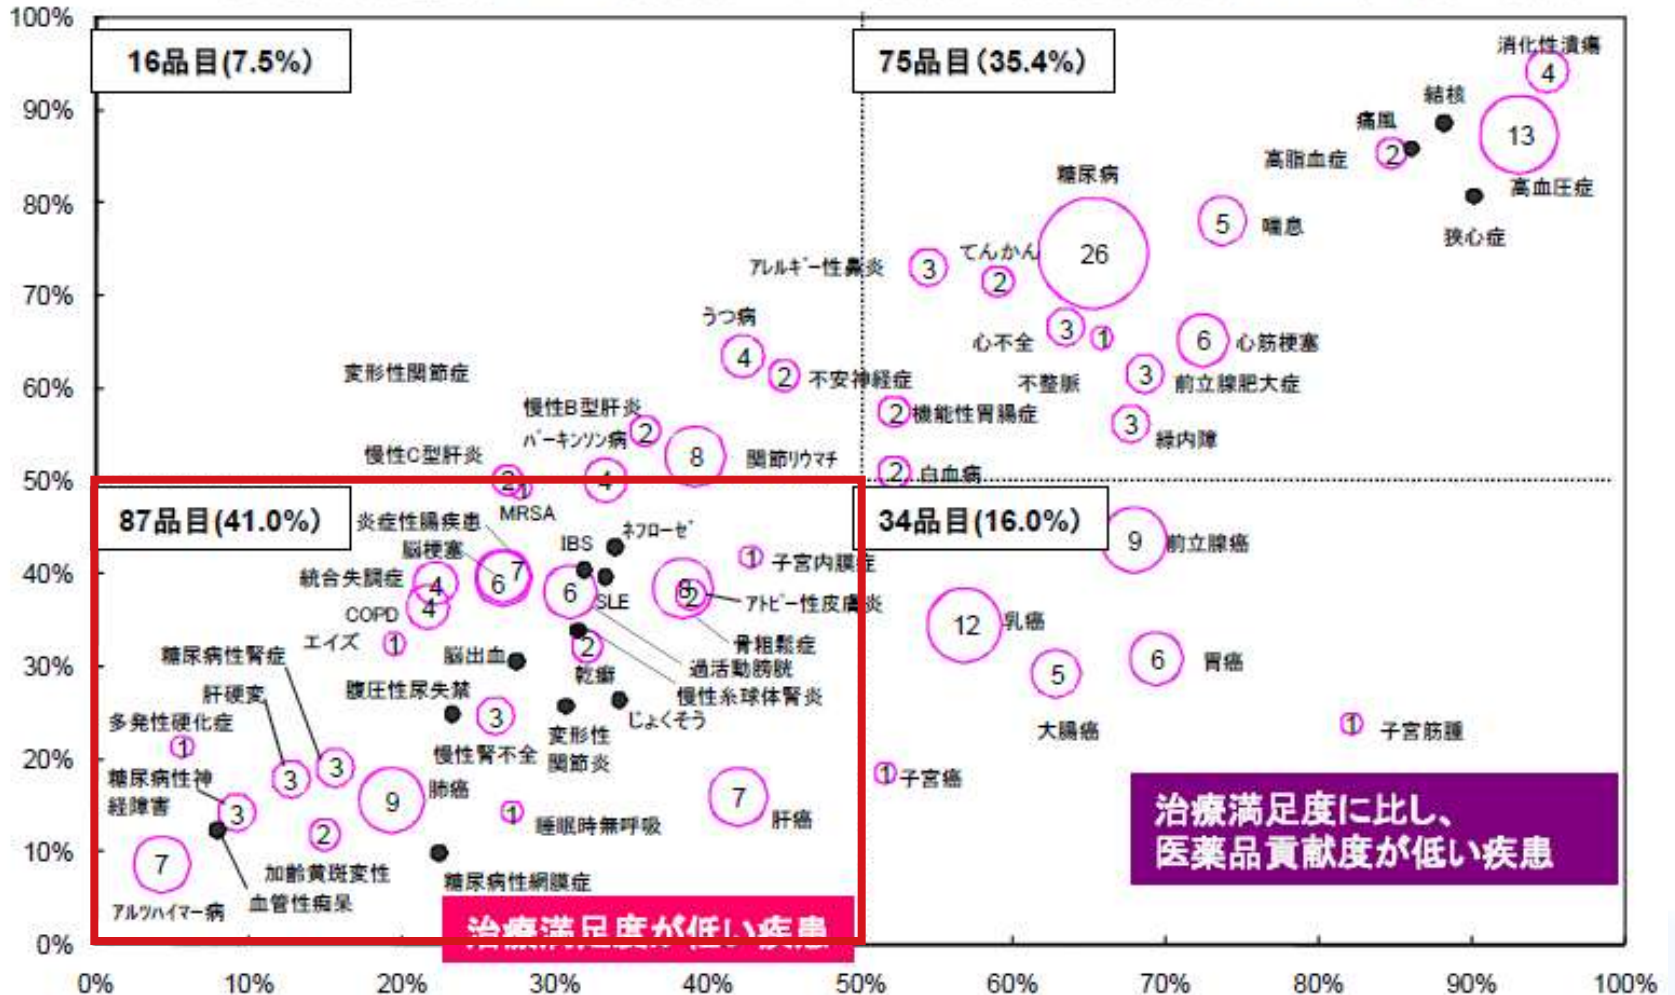 100%
16品目(7.5%)
75品目(35.4%)
消化性潰瘍
4
90%
結核
痛風
13
高脂血症
2
高血圧症
80%
糖尿病
5
喘息
狭心症
26
てんかん
アレルギー性鼻炎
3
2
70%
うつ病
心不全
3
1
6
心筋梗塞
4
変形性関節症
2
不安神経症
不整脈
3
前立腺肥大症
60%
慢性B型肝炎
2
機能性胃腸症
3
緑内障
パーキンソン病
2
慢性C型肝炎
8
関節リウマチ
2
白血病
50%
2
1
4
87品目(41.0%)
34品目(16.0%)
MRSA
炎症性腸疾患
脳梗塞
IBS
ネフローゼ
9
前立腺癌
40%
統合失調症
4
6
7
6
SLE
8
2
1
子宮内膜症
アトピー性皮膚炎
COPD
4
12
乳癌
エイズ
1
骨粗鬆症
30%
糖尿病性腎症
脳出血
2
乾癬
過活動膀胱
慢性糸球体腎炎
5
6
胃癌
肝硬変
腹圧性尿失禁
じょくそう
大腸癌
1
子宮筋腫
多発性硬化症
1
3
慢性腎不全
変形性
関節炎
20%
糖尿病性神
経障害
3
3
3
9
肺癌
7
肝癌
1
子宮癌
1
睡眠時無呼吸
2
10%
7
加齢黄斑変性
糖尿病性網膜症
アルツハイマー病
血管性痴呆
治療満足度に比し、
医薬品貢献度が低い疾患
治療満足度が低い疾患
0%
0%
10%
20%
30%
40%
50%
60%
70%
80%
90%
100%